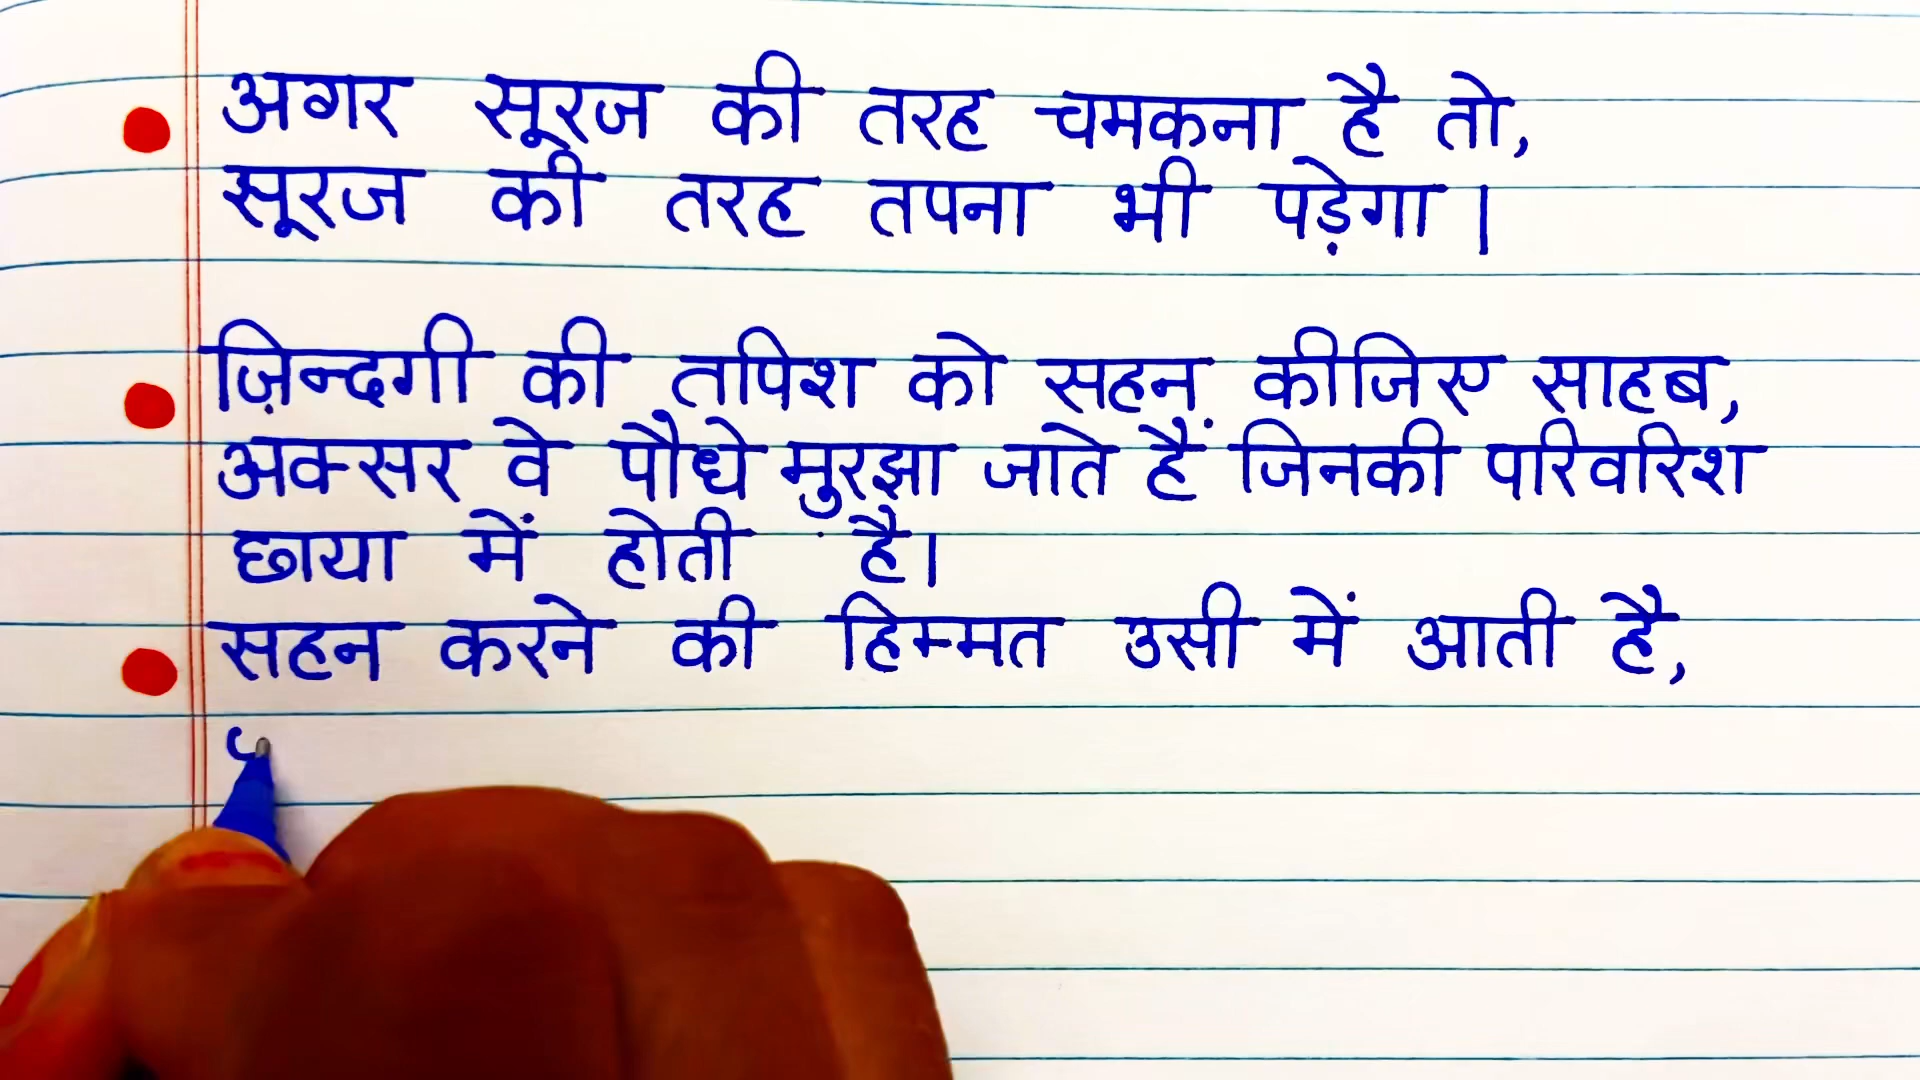 अगर सूरज की तरह चमकना है तो,
सूरज की तरह तपना भी पड़ेगा।
ज़िन्दगी की तपिश को सहन कीजिए साहब,
अक्सर वे पौधे मुरझा जाते हैं जिनकी परिवरिश
छाया में होती है।
सहन करने की हिम्मत उसी में आती है,